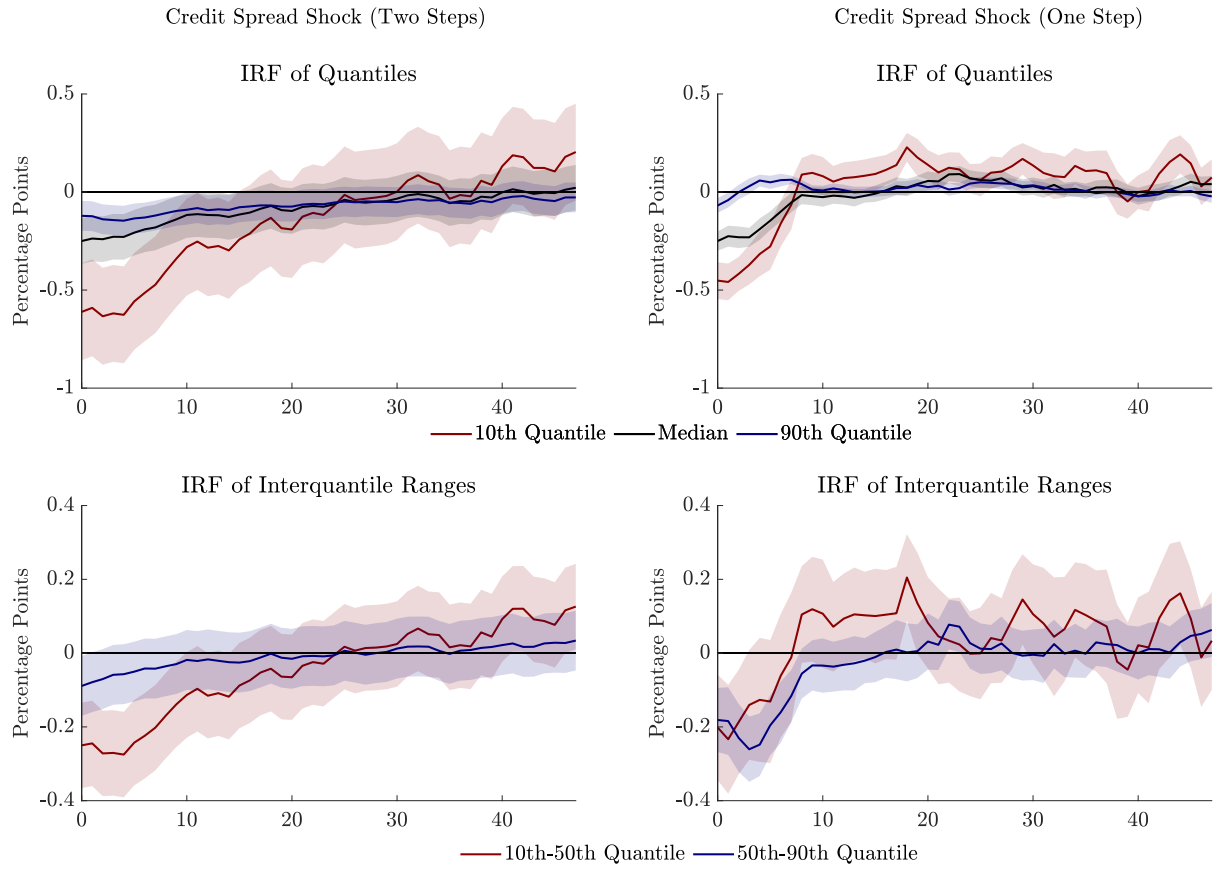 Credit Spread Shock (Two Steps)
Credit Spread Shock (One Step)
IRF of Quantiles
IRF of Quantiles
Percentage Points
0.5
0
-0.5
-1
0 10 20 30 40
Percentage Points
0.5
0
-0.5
-1
0 10 20 30 40
10th Quantile Median 90th Quantile
IRF of Interquantile Ranges
IRF of Interquantile Ranges
Percentage Points
0.4
0.2
0
-0.2
-0.4
0 10 20 30 40
Percentage Points
0.4
0.2
0
-0.2
-0.4
0 10 20 30 40
10th-50th Quantile 50th-90th Quantile